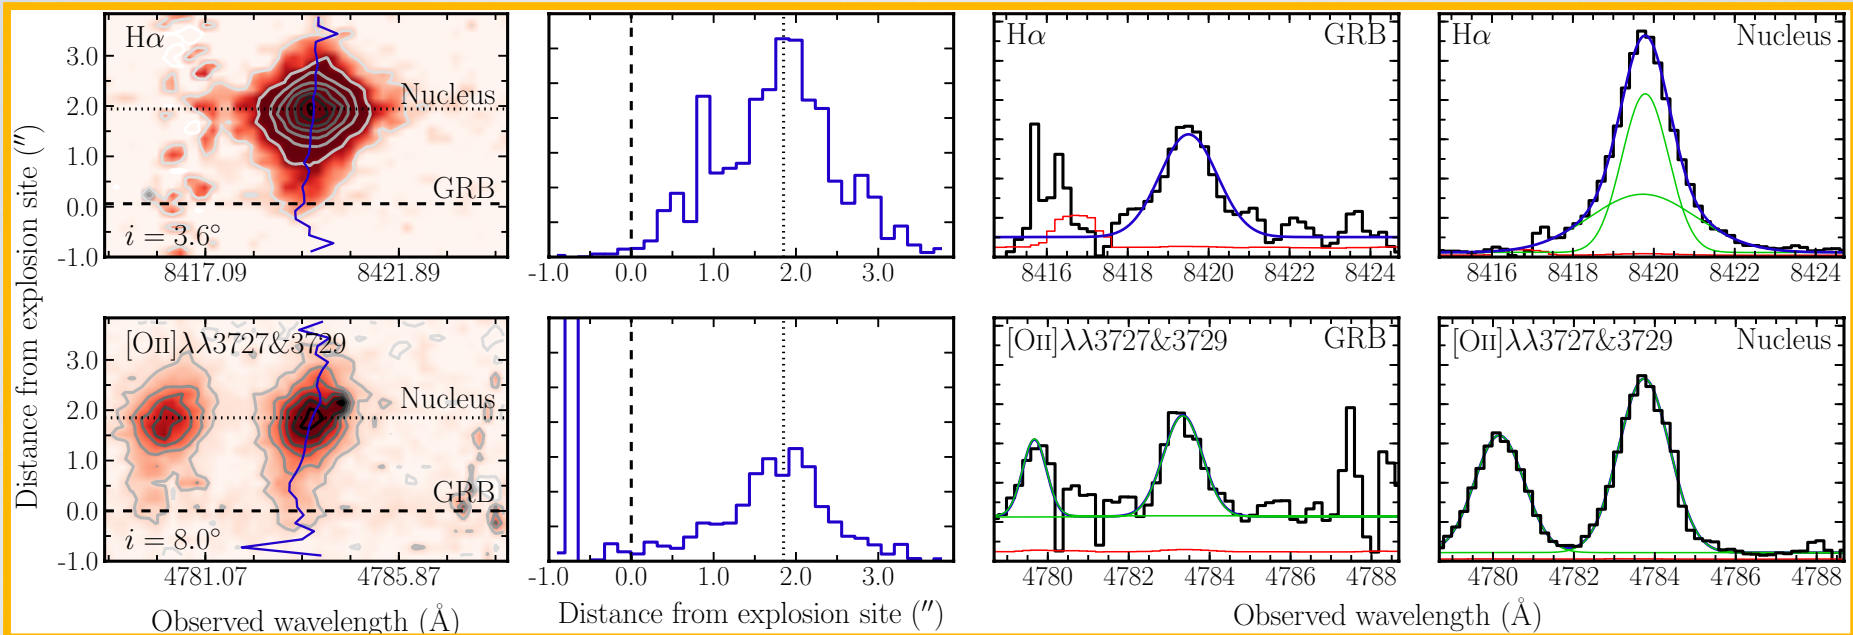 Hα
Nucleus
GRB
i = 3.6°
3.0
2.0
1.0
0.0
-1.0
8417.09 8421.89
-1.0 0.0 1.0 2.0 3.0
Hα GRB
8416 8418 8420 8422 8424
Hα Nucleus
8416 8418 8420 8422 8424
Distance from explosion site (″)
[OII]λλ3727&3729
Nucleus
GRB
i = 8.0°
3.0
2.0
1.0
0.0
-1.0
4781.07 4785.87
-1.0 0.0 1.0 2.0 3.0
[OII]λλ3727&3729 GRB
4780 4782 4784 4786 4788
[OII]λλ3727&3729 Nucleus
4780 4782 4784 4786 4788
Observed wavelength (Å)
Distance from explosion site (″)
Observed wavelength (Å)